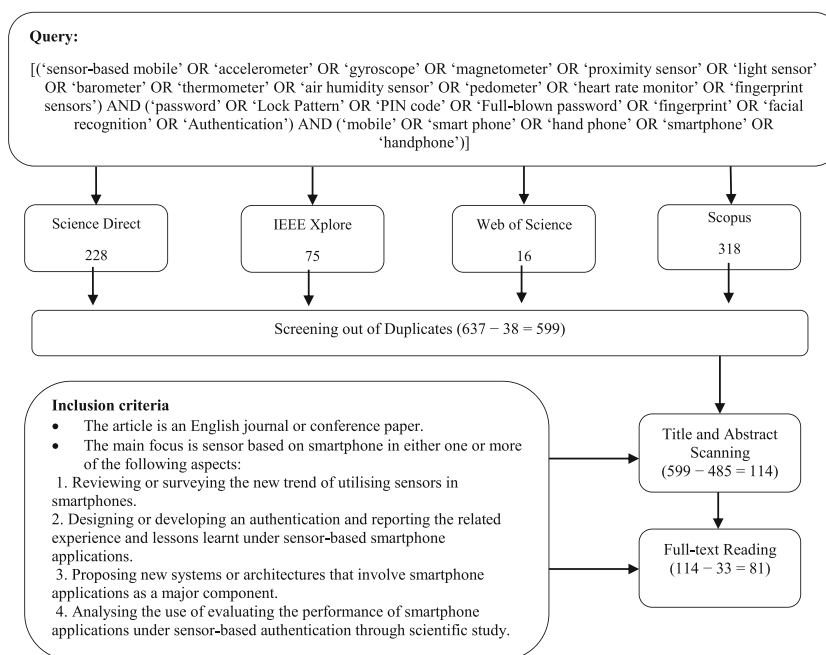 Query:
[(‘sensor-based mobile’ OR ‘accelerometer’ OR ‘gyroscope’ OR ‘magnetometer’ OR ‘proximity sensor’ OR ‘light sensor’
OR ‘barometer’ OR ‘thermometer’ OR ‘air humidity sensor’ OR ‘pedometer’ OR ‘heart rate monitor’ OR ‘fingerprint
sensors’) AND (‘password’ OR ‘Lock Pattern’ OR ‘PIN code’ OR ‘Full-blown password’ OR ‘fingerprint’ OR ‘facial
recognition’ OR ‘Authentication’) AND (‘mobile’ OR ‘smart phone’ OR ‘hand phone’ OR ‘smartphone’ OR
‘handphone’)]
Science Direct
228
IEEE Xplore
75
Web of Science
16
Scopus
318
Screening out of Duplicates (637 − 38 = 599)
Inclusion criteria
• The article is an English journal or conference paper.
• The main focus is sensor based on smartphone in either one or more
of the following aspects:
1. Reviewing or surveying the new trend of utilising sensors in
smartphones.
2. Designing or developing an authentication and reporting the related
experience and lessons learnt under sensor-based smartphone
applications.
3. Proposing new systems or architectures that involve smartphone
applications as a major component.
4. Analysing the use of evaluating the performance of smartphone
applications under sensor-based authentication through scientific study.
Title and Abstract
Scanning
(599 − 485 = 114)
Full-text Reading
(114 − 33 = 81)